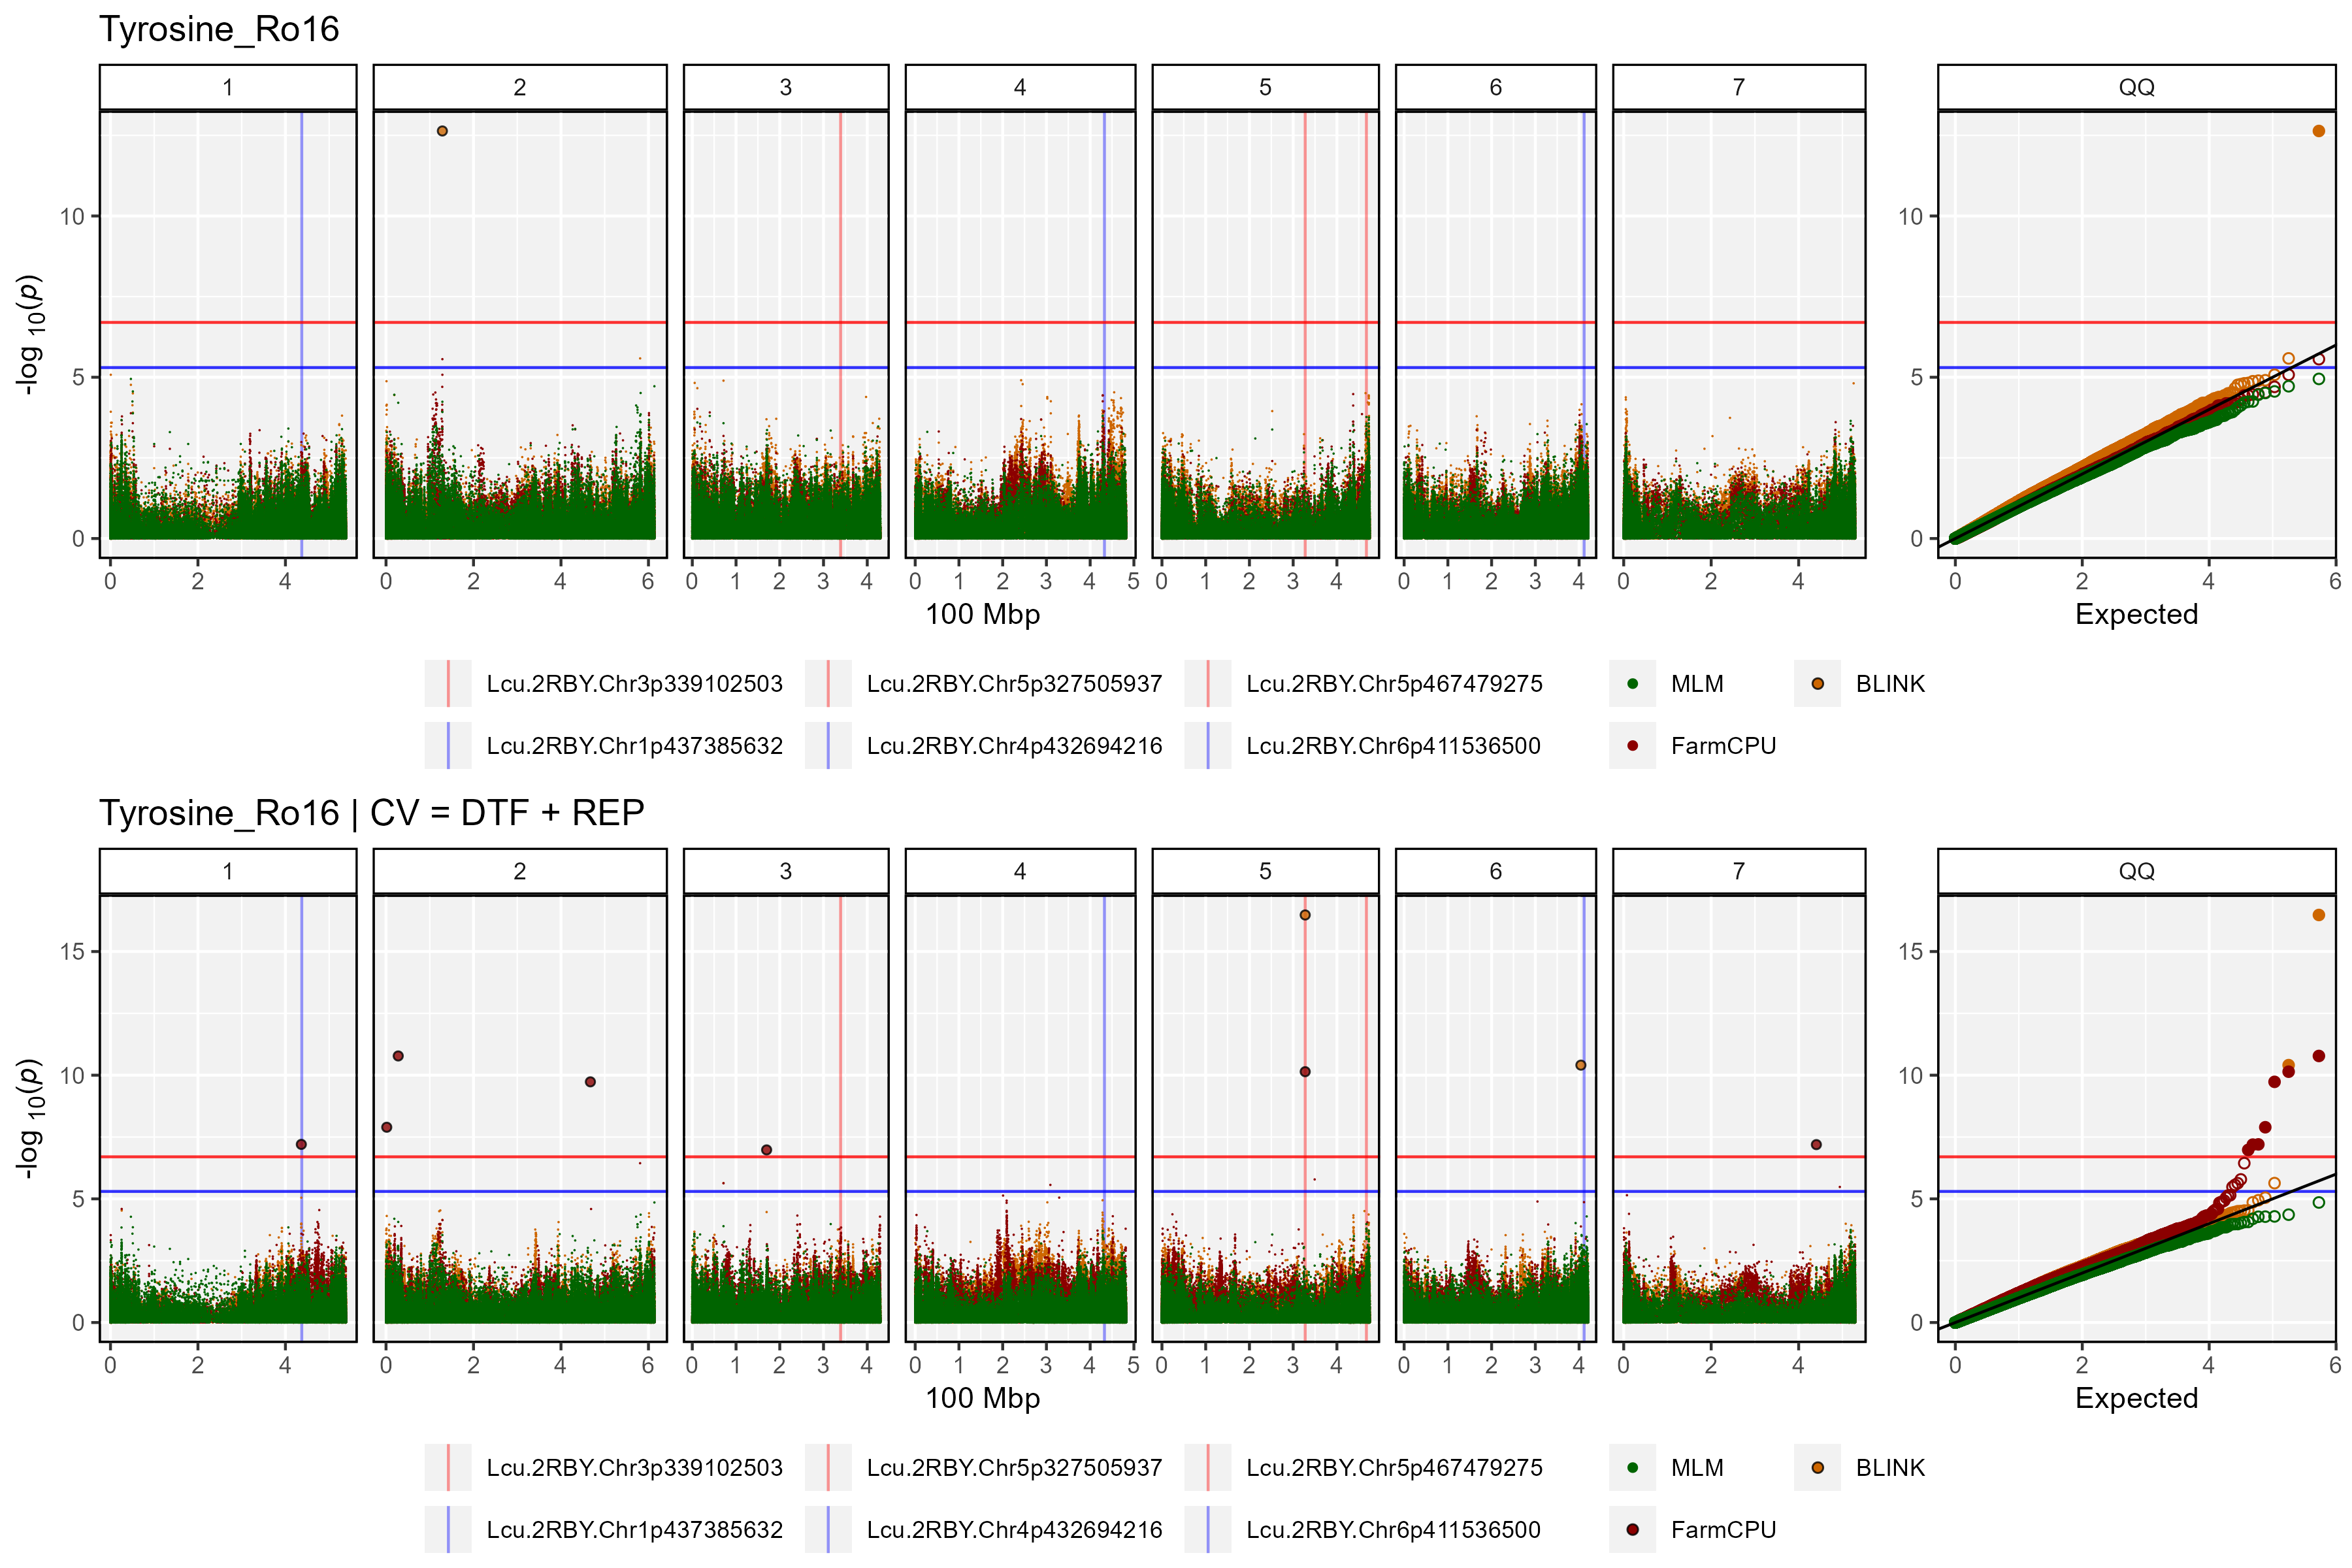 Tyrosine_Ro16
1 2 3 4 5 6 7 QQ
10 10
5 5
0 0
-log 10(p)
0 2 4 0 2 4 6 0 1 2 3 4 0 1 2 3 4 5 0 1 2 3 4 0 1 2 3 4 0 2 4 0 2 4 6
100 Mbp Expected
Lcu.2RBY.Chr3p339102503 Lcu.2RBY.Chr5p327505937 Lcu.2RBY.Chr5p467479275 MLM BLINK
Lcu.2RBY.Chr1p437385632 Lcu.2RBY.Chr4p432694216 Lcu.2RBY.Chr6p411536500 FarmCPU
Tyrosine_Ro16 | CV = DTF + REP
1 2 3 4 5 6 7 QQ
15 15
10 10
5 5
0 0
-log 10(p)
0 2 4 0 2 4 6 0 1 2 3 4 0 1 2 3 4 5 0 1 2 3 4 0 1 2 3 4 0 2 4 0 2 4 6
100 Mbp Expected
Lcu.2RBY.Chr3p339102503 Lcu.2RBY.Chr5p327505937 Lcu.2RBY.Chr5p467479275 MLM BLINK
Lcu.2RBY.Chr1p437385632 Lcu.2RBY.Chr4p432694216 Lcu.2RBY.Chr6p411536500 FarmCPU